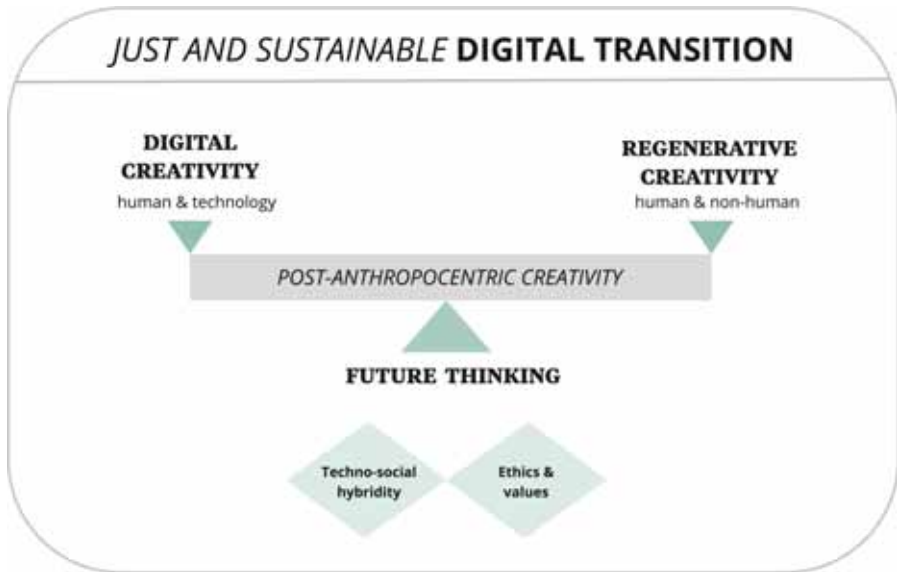 JUST AND SUSTAINABLE DIGITAL TRANSITION
DIGITAL
CREATIVITY
human & technology
REGENERATIVE
CREATIVITY
human & non-human
POST-ANTHROPOCENTRIC CREATIVITY
FUTURE THINKING
Techno-social
hybridity
Ethics &
values